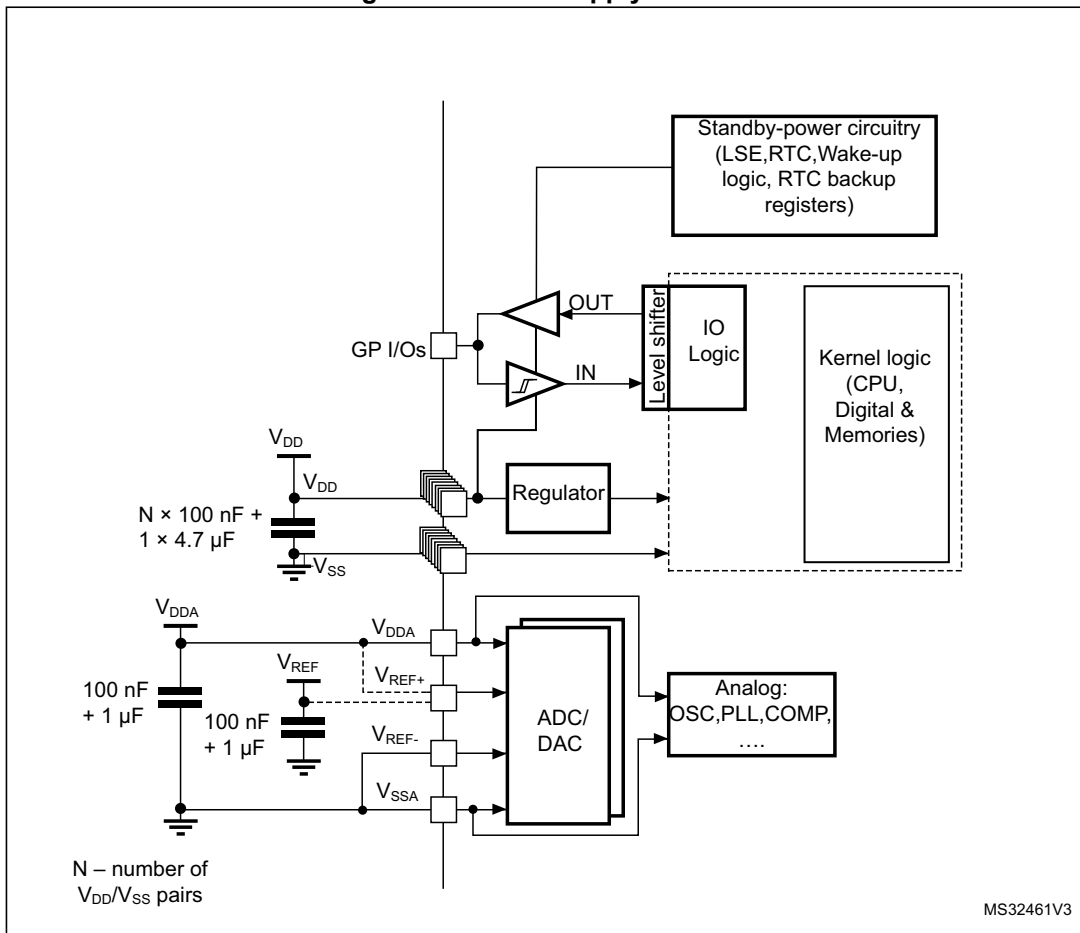 Standby-power circuitry
(LSE,RTC,Wake-up
logic, RTC backup
registers)
OUT
Level shifter
IO
Logic
GP I/Os
IN
Kernel logic
(CPU,
Digital &
Memories)
VDD
VDD
Regulator
N × 100 nF +
1 × 4.7 µF
VSS
VDDA
VDDA
VREF
VREF+
100 nF
+ 1 µF
100 nF
+ 1 µF
VREF-
ADC/
DAC
Analog:
OSC,PLL,COMP,
....
VSSA
N – number of
VDD/VSS pairs
MS32461V3